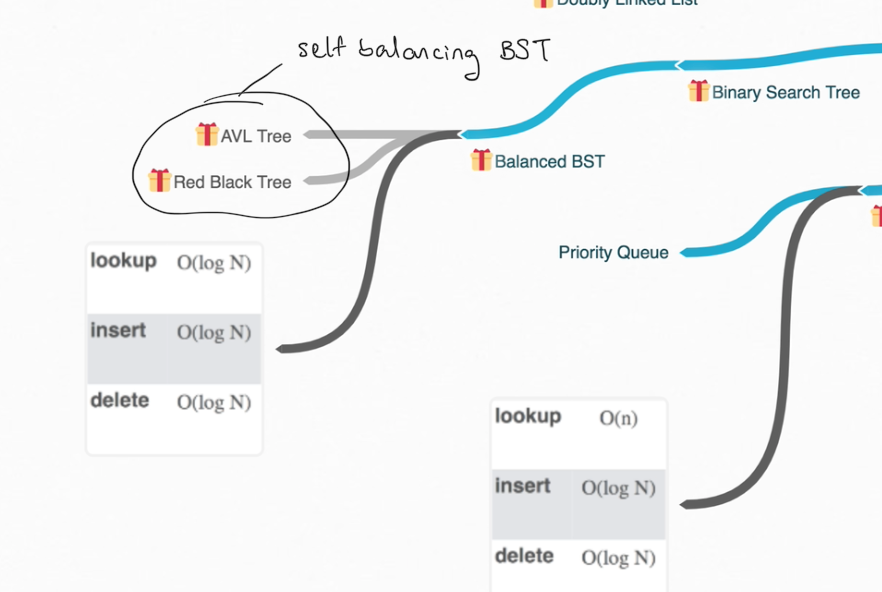 Doubly Linked List
self balancing BST
Binary Search Tree
AVL Tree
Balanced BST
Red Black Tree
Priority Queue
lookup O(log N)
insert O(log N)
delete O(log N)
lookup O(n)
insert O(log N)
delete O(log N)